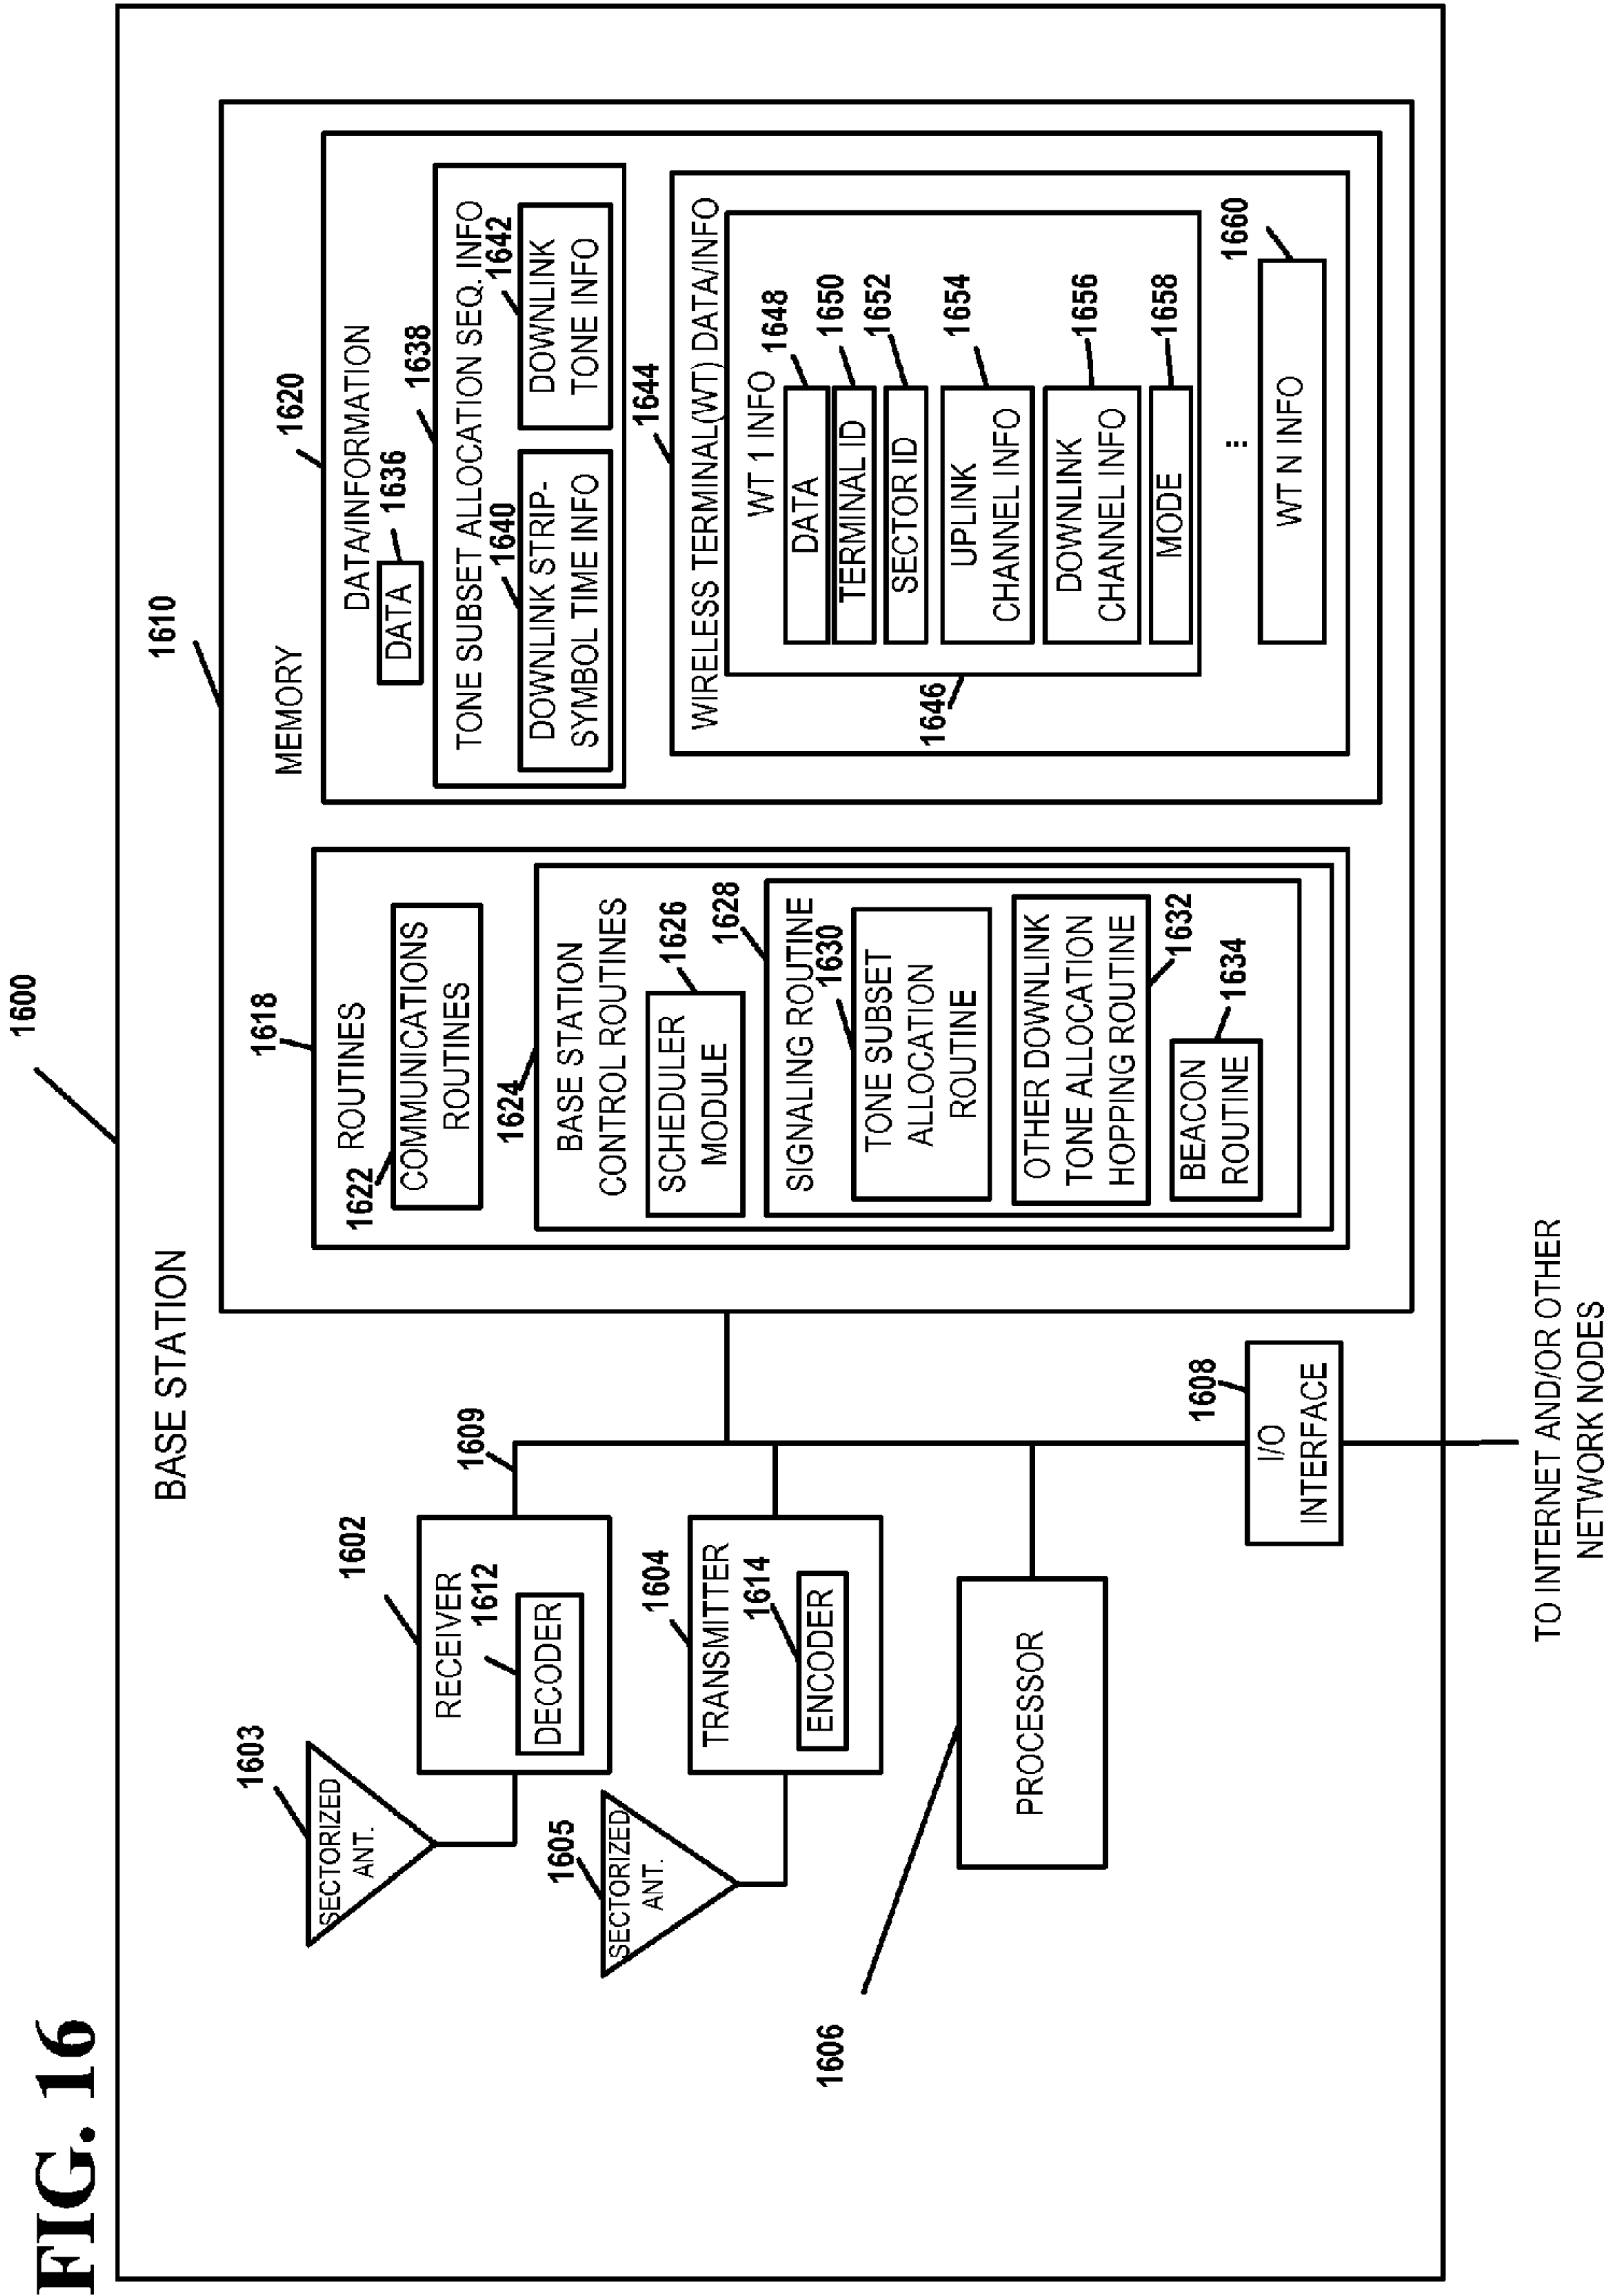 FIG. 16
1600
BASE STATION
1603
SECTORIZED
ANT.
1602
RECEIVER
1612
DECODER
1609
1605
SECTORIZED
ANT.
1604
TRANSMITTER
1614
ENCODER
1606
PROCESSOR
1608
I/O
INTERFACE
TO INTERNET AND/OR OTHER
NETWORK NODES
1610
MEMORY
1618
ROUTINES
1622
COMMUNICATIONS
ROUTINES
1624
BASE STATION
CONTROL ROUTINES
1626
SCHEDULER
MODULE
1628
SIGNALING ROUTINE
1630
TONE SUBSET
ALLOCATION
ROUTINE
OTHER DOWNLINK
TONE ALLOCATION
HOPPING ROUTINE
1632
1634
BEACON
ROUTINE
1620
DATA/INFORMATION
1636
DATA
1638
TONE SUBSET ALLOCATION SEQ. INFO
1640
DOWNLINK STRIP-
SYMBOL TIME INFO
1642
DOWNLINK
TONE INFO
1644
WIRELESS TERMINAL(WT) DATA/INFO
1646
WT 1 INFO
1648
DATA
1650
TERMINAL ID
1652
SECTOR ID
1654
UPLINK
CHANNEL INFO
1656
DOWNLINK
CHANNEL INFO
1658
MODE
...
1660
WT N INFO